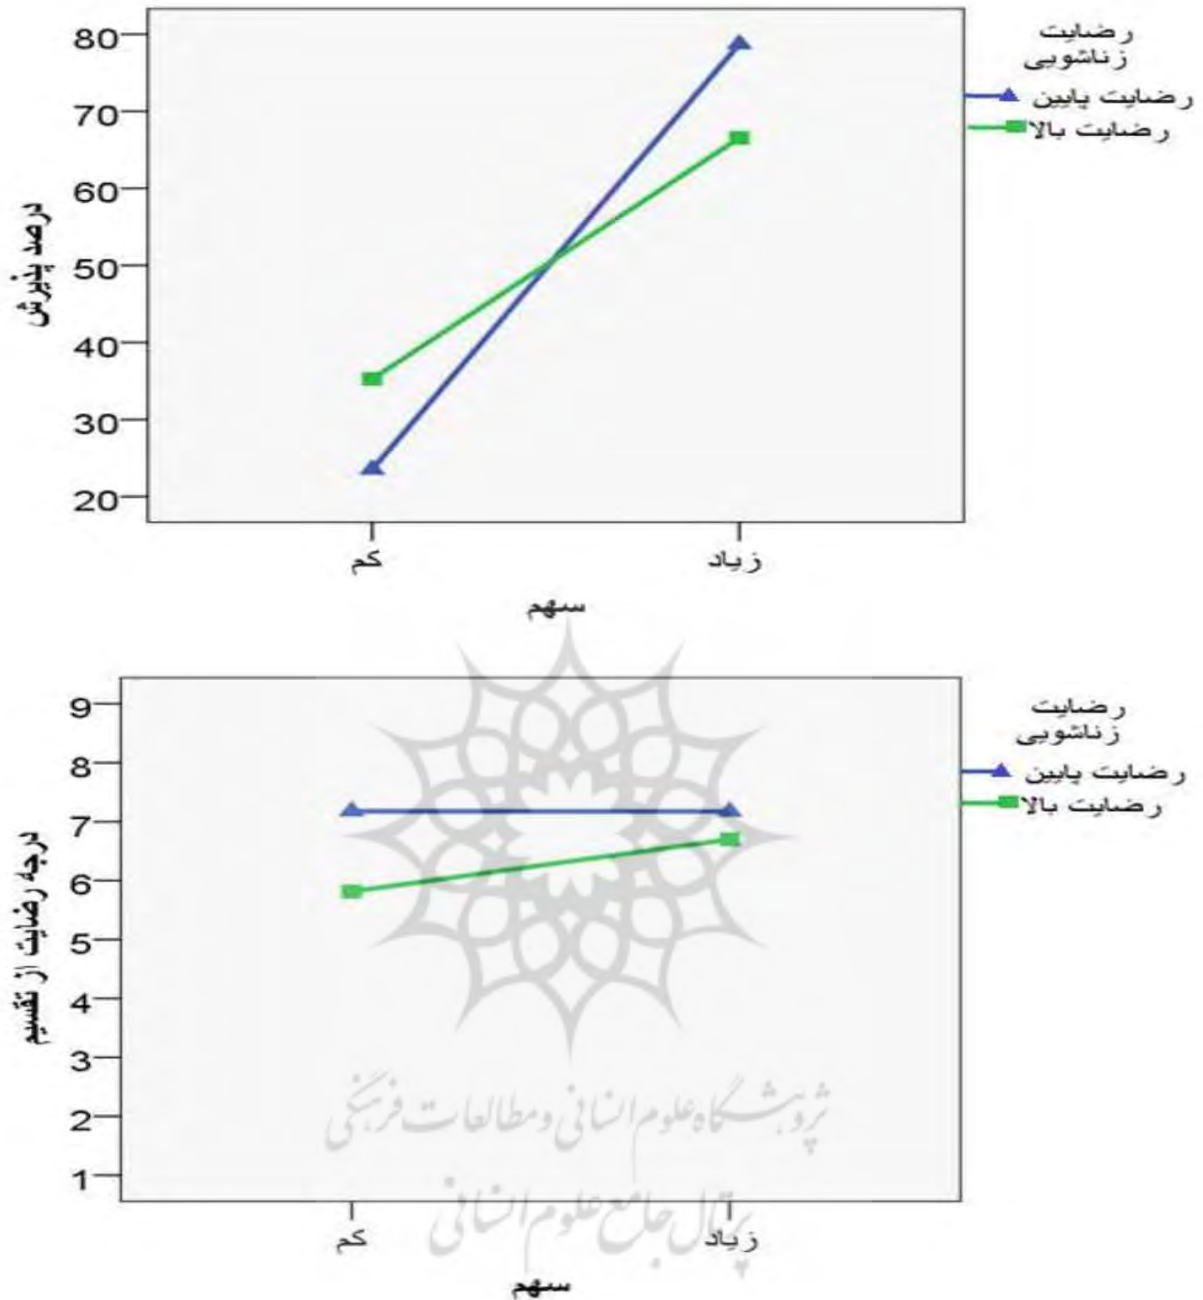 80
70
60
50
40
30
20
درصد پذیرش
کم
زیاد
سهم
رضایت
زناشویی
رضایت پایین
رضایت بالا
9
8
7
6
5
4
3
2
1
درجه رضایت از تقسیم
کم
زیاد
سهم
رضایت
زناشویی
رضایت پایین
رضایت بالا
پژوهشگاه علوم انسانی و مطالعات فرهنگی
پرتال جامع علوم انسانی